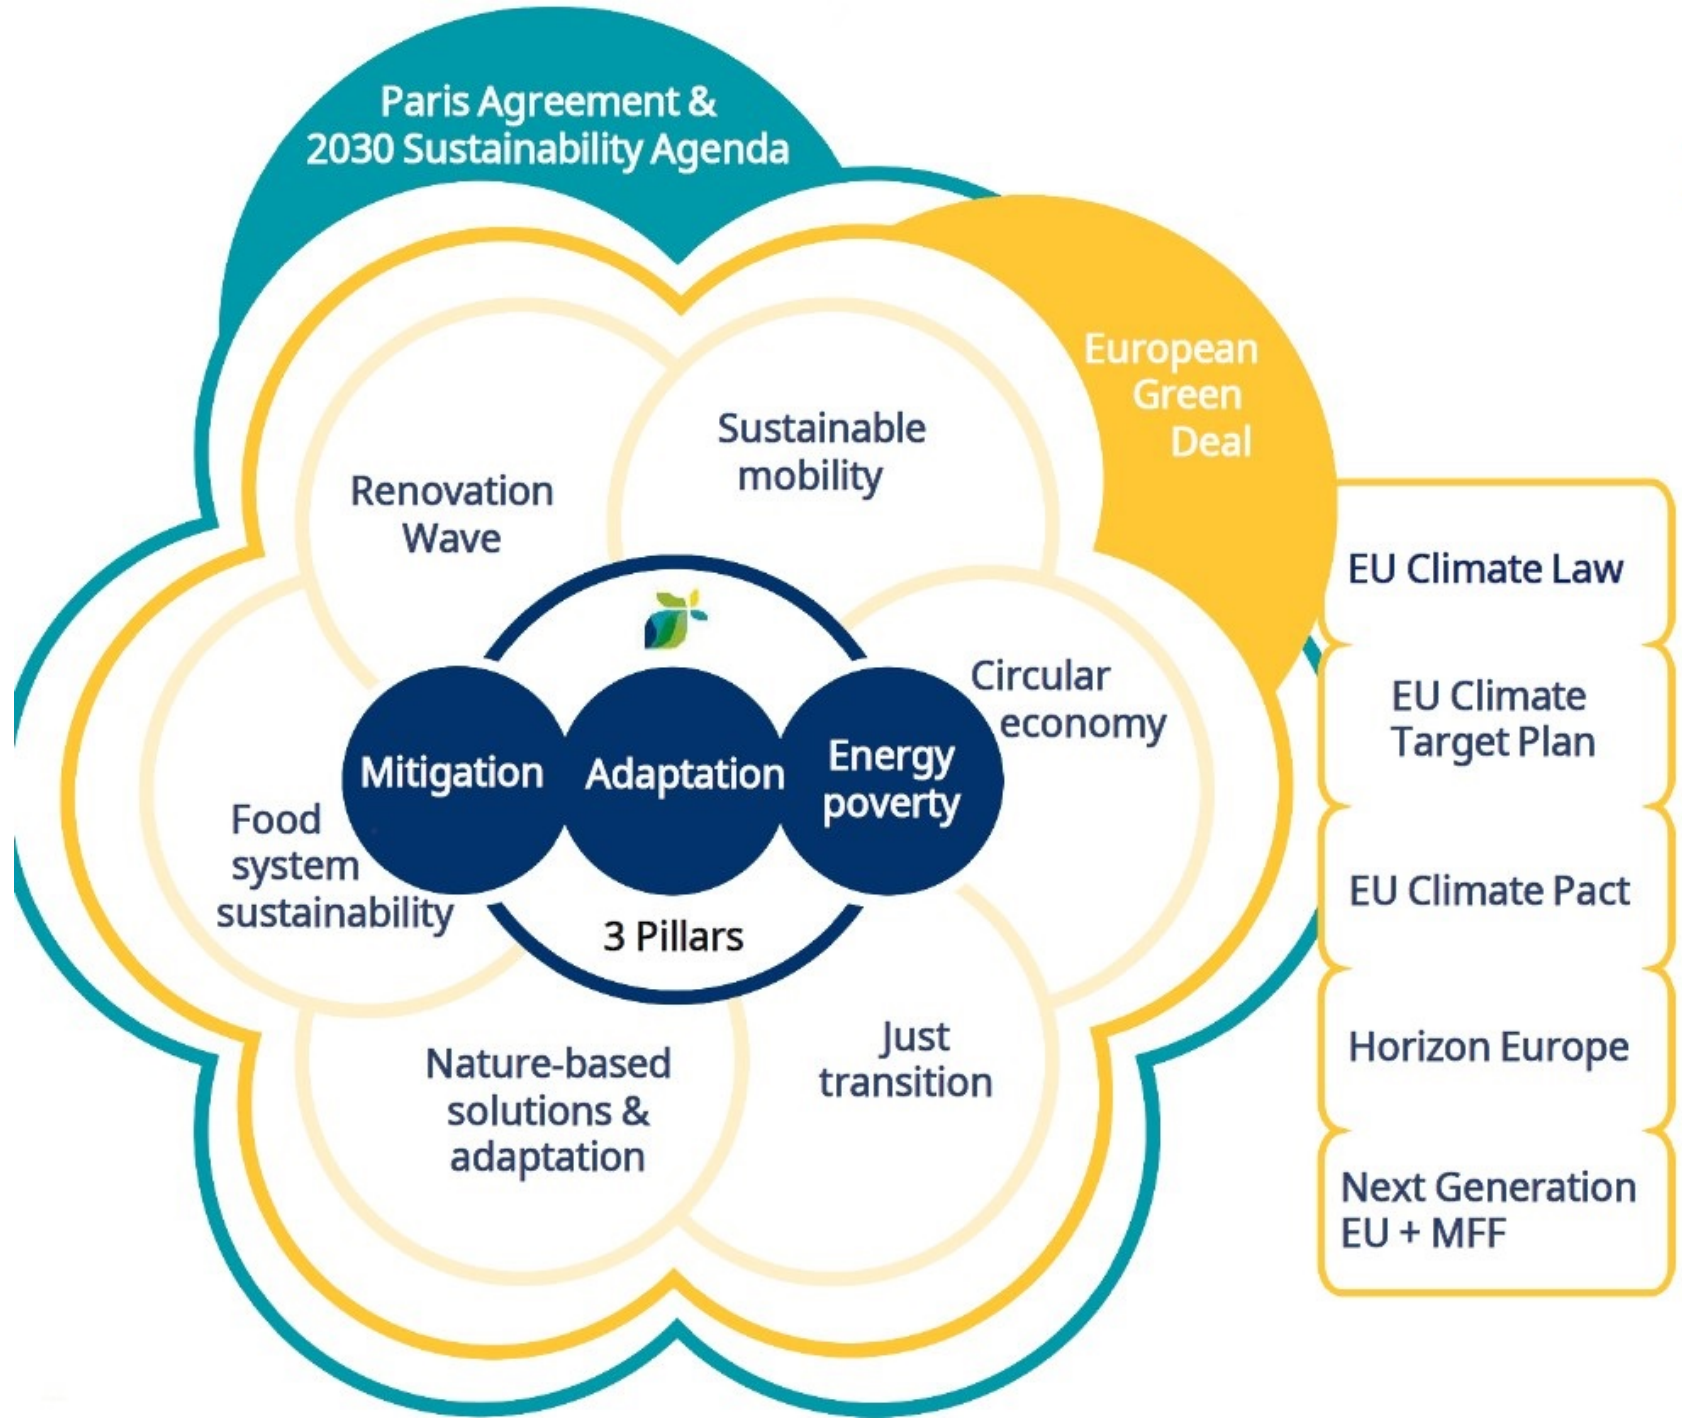 Paris Agreement &
2030 Sustainability Agenda
European
Green
Deal
Sustainable
mobility
Renovation
Wave
Circular
economy
Mitigation
Adaptation
Energy
poverty
Food
system
sustainability
3 Pillars
Just
transition
Nature-based
solutions &
adaptation
EU Climate Law
EU Climate
Target Plan
EU Climate Pact
Horizon Europe
Next Generation
EU + MFF